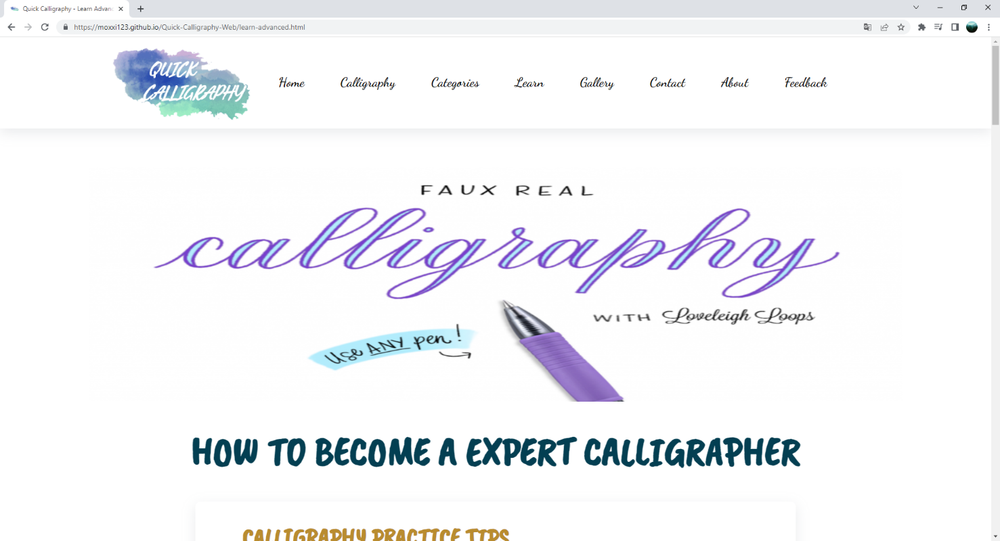 Quick Calligraphy - Learn Advanc
https://moxxi123.github.io/Quick-Calligraphy-Web/learn-advanced.html
QUICK
CALLIGRAPHY
Home Calligraphy Categories Learn Gallery Contact About Feedback
FAUX REAL
calligraphy
WITH Loveleigh Loops
Use ANY pen!
HOW TO BECOME A EXPERT CALLIGRAPHER
CALLIGRAPHY PRACTICE TIPS